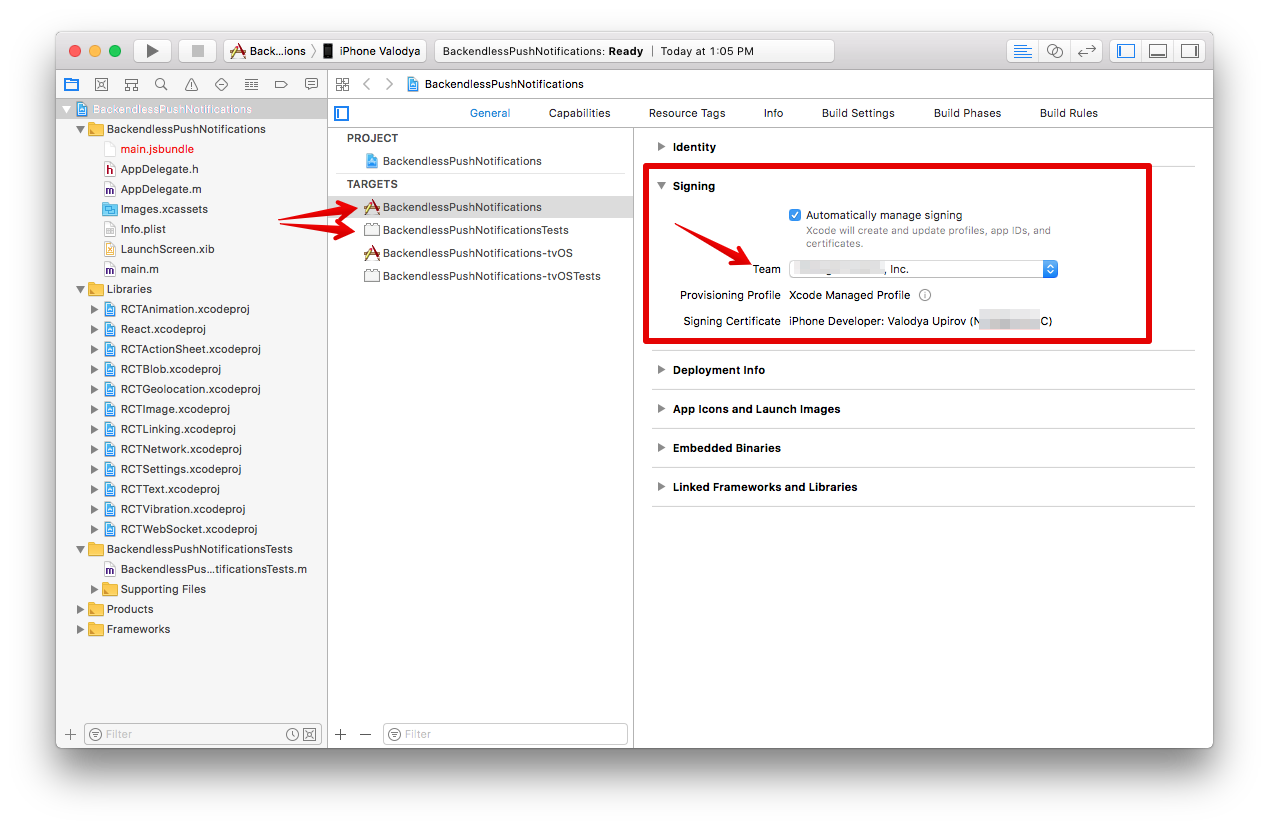 Back...ions
iPhone Valodya
BackendlessPushNotifications: Ready | Today at 1:05 PM
BackendlessPushNotifications
BackendlessPushNotifications
main.jsbundle
h AppDelegate.h
m AppDelegate.m
Images.xcassets
Info.plist
LaunchScreen.xib
m main.m
Libraries
RCTAnimation.xcodeproj
React.xcodeproj
RCTActionSheet.xcodeproj
RCTBlob.xcodeproj
RCTGeolocation.xcodeproj
RCTImage.xcodeproj
RCTLinking.xcodeproj
RCTNetwork.xcodeproj
RCTSettings.xcodeproj
RCTText.xcodeproj
RCTVibration.xcodeproj
RCTWebSocket.xcodeproj
BackendlessPushNotificationsTests
m BackendlessPus...tificationsTests.m
Supporting Files
Products
Frameworks
Filter
BackendlessPushNotifications
General Capabilities Resource Tags Info Build Settings Build Phases Build Rules
PROJECT
BackendlessPushNotifications
TARGETS
BackendlessPushNotifications
BackendlessPushNotificationsTests
BackendlessPushNotifications-tvOS
BackendlessPushNotifications-tvOSTests
Filter
Identity
Signing
Automatically manage signing
Xcode will create and update profiles, app IDs, and
certificates.
Team , Inc.
Provisioning Profile Xcode Managed Profile
Signing Certificate iPhone Developer: Valodya Upirov (N C)
Deployment Info
App Icons and Launch Images
Embedded Binaries
Linked Frameworks and Libraries